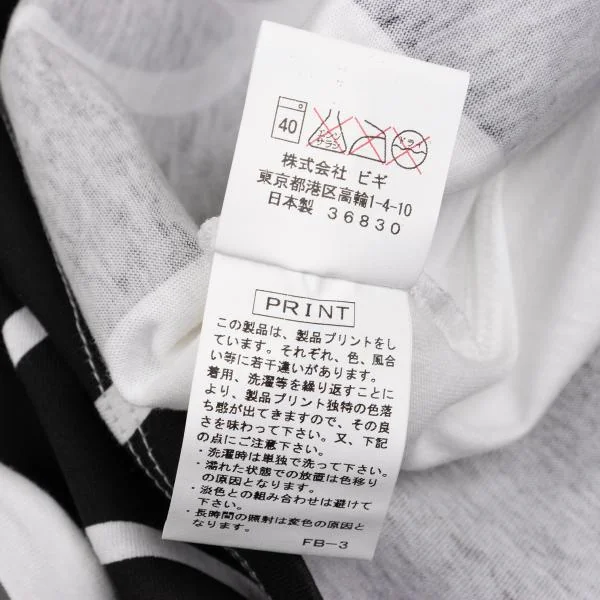 40
エンソ
サラシ
ドライ
株式会社 ビギ
東京都港区高輪1-4-10
日本製 36830
PRINT
この製品は、製品プリントをし
ています。それぞれ、色、風合
い等に若干違いがあります。
着用、洗濯等を繰り返すことに
より、製品プリント独特の色落
ち感が出てきますので、その良
さを味わって下さい。又、下記
の点にご注意下さい。
・洗濯時は単独で洗って下さい。
・濡れた状態での放置は色移り
の原因となります。
・淡色との組み合わせは避けて
下さい。
・長時間の照射は変色の原因と
なります。
FB-3